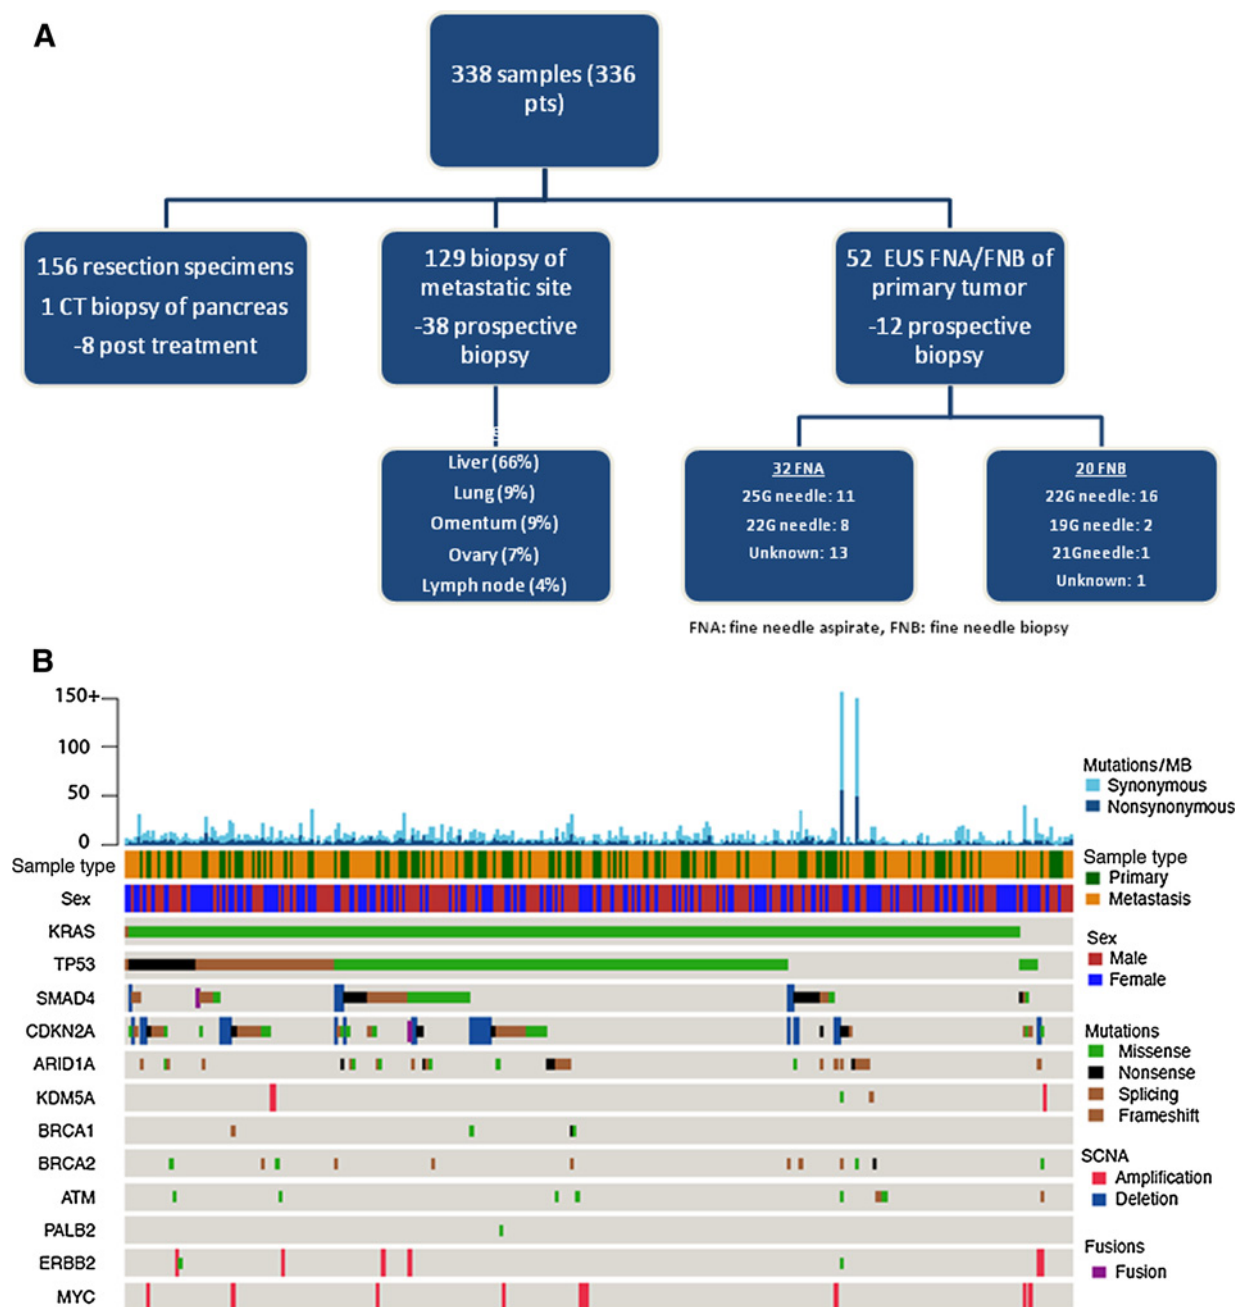 A
338 samples (336
pts)
156 resection specimens
1 CT biopsy of pancreas
-8 post treatment
129 biopsy of
metastatic site
-38 prospective
biopsy
52 EUS FNA/FNB of
primary tumor
-12 prospective
biopsy
Liver (66%)
Lung (9%)
Omentum (9%)
Ovary (7%)
Lymph node (4%)
32 FNA
25G needle: 11
22G needle: 8
Unknown: 13
20 FNB
22G needle: 16
19G needle: 2
21Gneedle:1
Unknown: 1
FNA: fine needle aspirate, FNB: fine needle biopsy
B
150+
100
50
0
Mutations/MB
Synonymous
Nonsynonymous
Sample type
Sample type
Primary
Metastasis
Sex
Sex
Male
Female
KRAS
TP53
SMAD4
CDKN2A
ARID1A
KDM5A
BRCA1
BRCA2
ATM
PALB2
ERBB2
MYC
Mutations
Missense
Nonsense
Splicing
Frameshift
SCNA
Amplification
Deletion
Fusions
Fusion